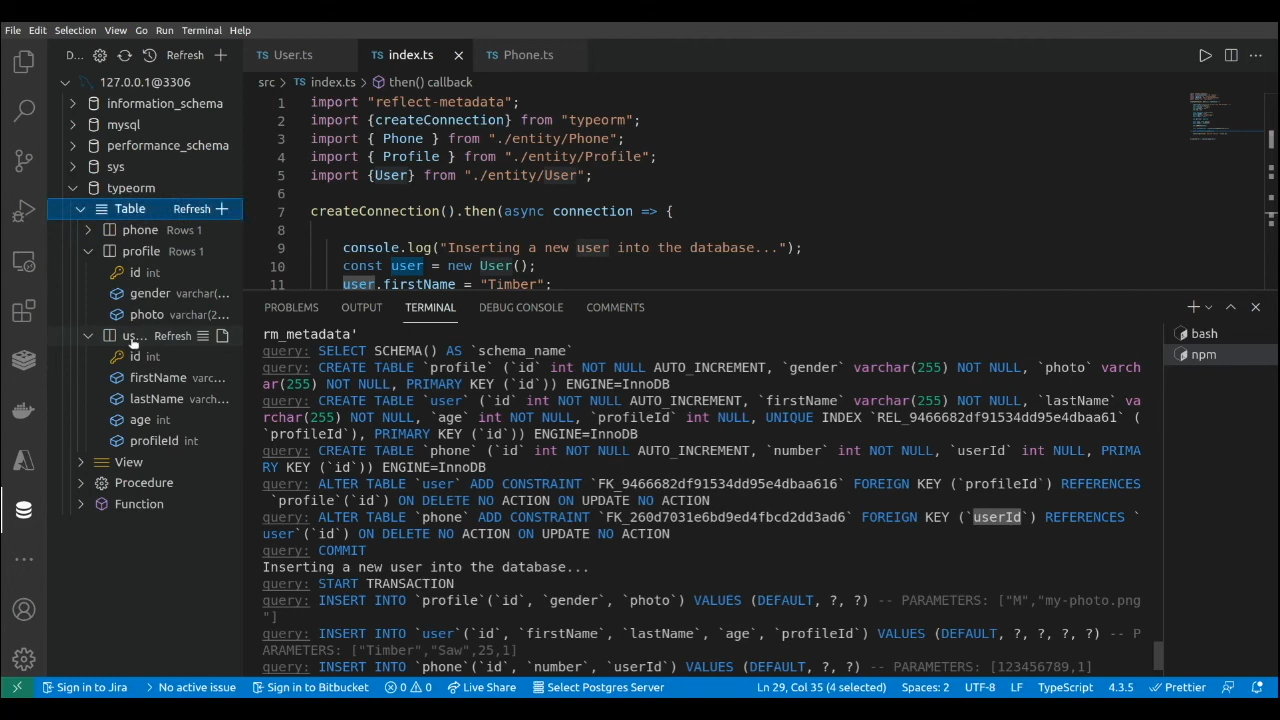 File Edit Selection View Go Run Terminal Help
D... Refresh
127.0.0.1@3306
information_schema
mysql
performance_schema
sys
typeorm
Table Refresh
phone Rows 1
profile Rows 1
id int
gender varchar(...
photo varchar(2...
us... Refresh
id int
firstName varc...
lastName varch...
age int
profileId int
View
Procedure
Function
TS User.ts TS index.ts TS Phone.ts
src > TS index.ts > then() callback
1 import "reflect-metadata";
2 import {createConnection} from "typeorm";
3 import { Phone } from "./entity/Phone";
4 import { Profile } from "./entity/Profile";
5 import {User} from "./entity/User";
6
7 createConnection().then(async connection => {
8
9 console.log("Inserting a new user into the database...");
10 const user = new User();
11 user.firstName = "Timber";
PROBLEMS OUTPUT TERMINAL DEBUG CONSOLE COMMENTS
rm_metadata'
query: SELECT SCHEMA() AS `schema_name`
query: CREATE TABLE `profile` (`id` int NOT NULL AUTO_INCREMENT, `gender` varchar(255) NOT NULL, `photo` varch
ar(255) NOT NULL, PRIMARY KEY (`id`)) ENGINE=InnoDB
query: CREATE TABLE `user` (`id` int NOT NULL AUTO_INCREMENT, `firstName` varchar(255) NOT NULL, `lastName` va
rchar(255) NOT NULL, `age` int NOT NULL, `profileId` int NULL, UNIQUE INDEX `REL_9466682df91534dd95e4dbaa61` (
`profileId`), PRIMARY KEY (`id`)) ENGINE=InnoDB
query: CREATE TABLE `phone` (`id` int NOT NULL AUTO_INCREMENT, `number` int NOT NULL, `userId` int NULL, PRIMA
RY KEY (`id`)) ENGINE=InnoDB
query: ALTER TABLE `user` ADD CONSTRAINT `FK_9466682df91534dd95e4dbaa616` FOREIGN KEY (`profileId`) REFERENCES
`profile`(`id`) ON DELETE NO ACTION ON UPDATE NO ACTION
query: ALTER TABLE `phone` ADD CONSTRAINT `FK_260d7031e6bd9ed4fbcd2dd3ad6` FOREIGN KEY (`userId`) REFERENCES `
user`(`id`) ON DELETE NO ACTION ON UPDATE NO ACTION
query: COMMIT
Inserting a new user into the database...
query: START TRANSACTION
query: INSERT INTO `profile`(`id`, `gender`, `photo`) VALUES (DEFAULT, ?, ?) -- PARAMETERS: ["M","my-photo.png
"]
query: INSERT INTO `user`(`id`, `firstName`, `lastName`, `age`, `profileId`) VALUES (DEFAULT, ?, ?, ?, ?) -- P
ARAMETERS: ["Timber","Saw",25,1]
query: INSERT INTO `phone`(`id`, `number`, `userId`) VALUES (DEFAULT, ?, ?) -- PARAMETERS: [123456789,1]
bash
npm
Sign in to Jira No active issue Sign in to Bitbucket 0 0 Live Share Select Postgres Server Ln 29, Col 35 (4 selected) Spaces: 2 UTF-8 LF TypeScript 4.3.5 Prettier